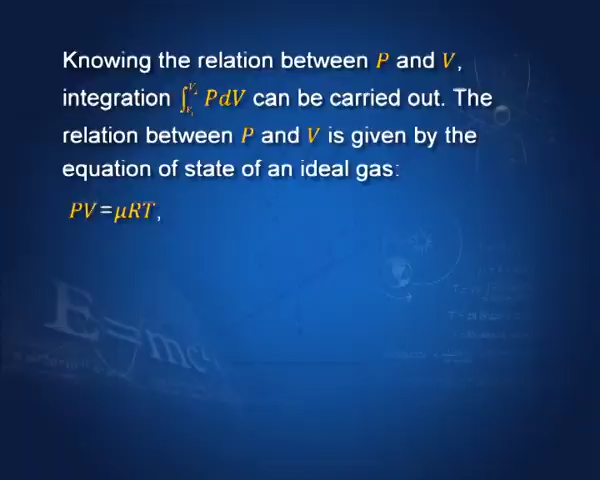 Knowing the relation between P and V,
integration ∫_{V₁}^{V₂} PdV can be carried out. The
relation between P and V is given by the
equation of state of an ideal gas:
PV=μRT,
E=mc